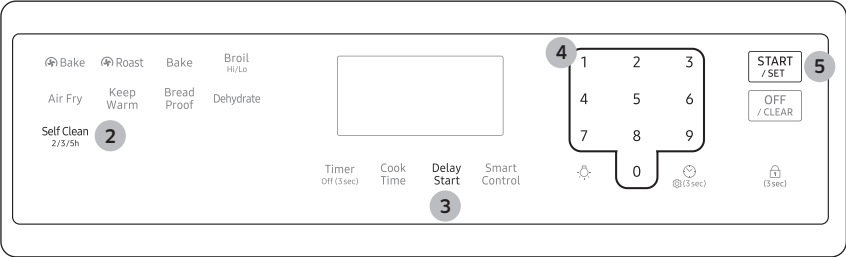 Bake Roast Bake Broil
Hi/Lo
Air Fry Keep Warm Bread Proof Dehydrate
Self Clean 2
2/3/5h
Timer
Off (3 sec)
Cook
Time
Delay
Start
Smart
Control
3
4
1 2 3
4 5 6
7 8 9
0
(3 sec)
START
/ SET
5
OFF
/ CLEAR
(3 sec)